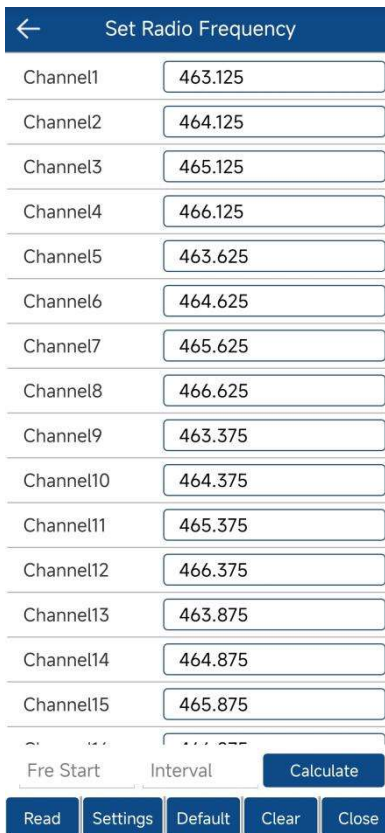 Set Radio Frequency
Channel1 463.125
Channel2 464.125
Channel3 465.125
Channel4 466.125
Channel5 463.625
Channel6 464.625
Channel7 465.625
Channel8 466.625
Channel9 463.375
Channel10 464.375
Channel11 465.375
Channel12 466.375
Channel13 463.875
Channel14 464.875
Channel15 465.875
Fre Start Interval Calculate
Read Settings Default Clear Close